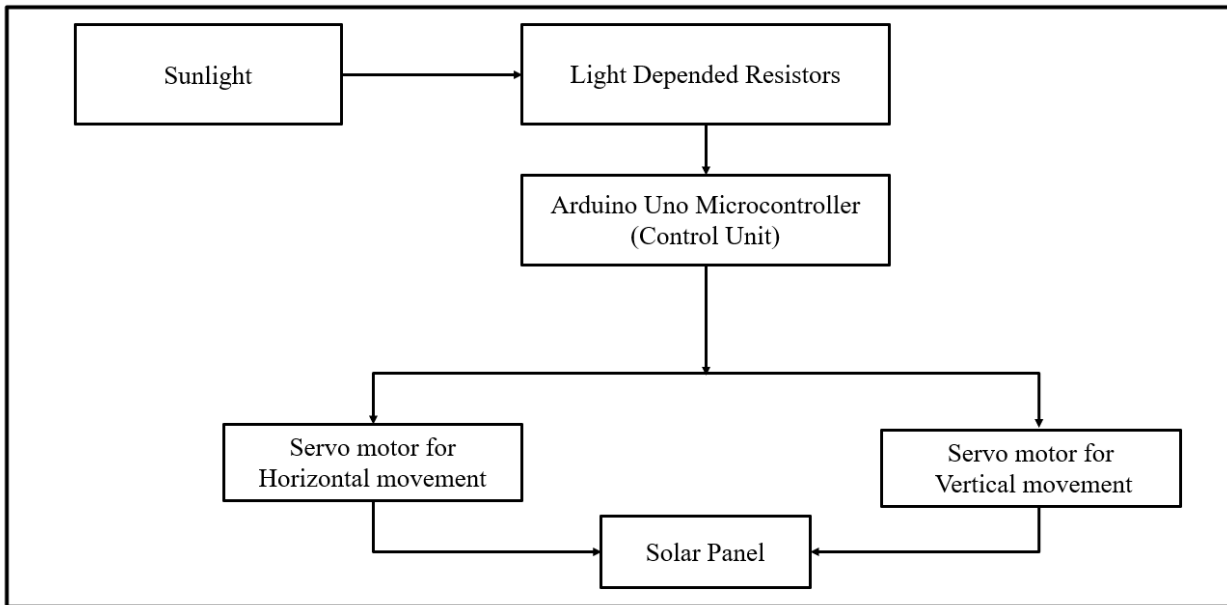 Sunlight
Light Depended Resistors
Arduino Uno Microcontroller
(Control Unit)
Servo motor for
Horizontal movement
Servo motor for
Vertical movement
Solar Panel